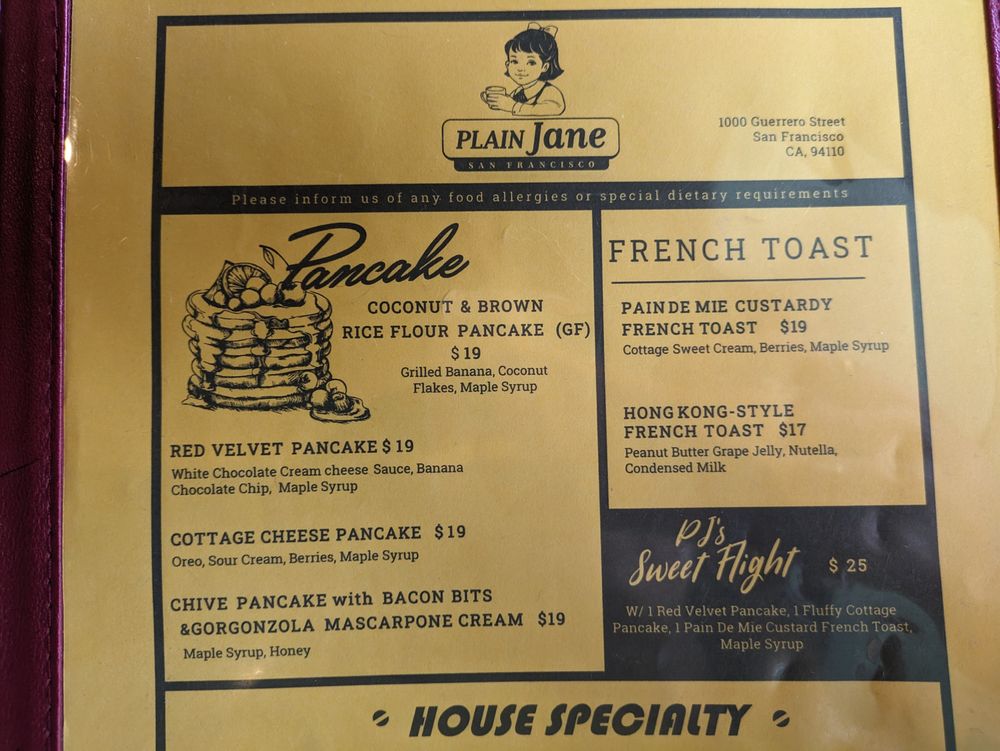 PLAIN Jane
SAN FRANCISCO
1000 Guerrero Street
San Francisco
CA, 94110
Please inform us of any food allergies or special dietary requirements
Pancake
COCONUT & BROWN
RICE FLOUR PANCAKE (GF)
$19
Grilled Banana, Coconut
Flakes, Maple Syrup
RED VELVET PANCAKE $19
White Chocolate Cream cheese Sauce, Banana
Chocolate Chip, Maple Syrup
COTTAGE CHEESE PANCAKE $19
Oreo, Sour Cream, Berries, Maple Syrup
CHIVE PANCAKE with BACON BITS
&GORGONZOLA MASCARPONE CREAM $19
Maple Syrup, Honey
FRENCH TOAST
PAIN DE MIE CUSTARDY
FRENCH TOAST $19
Cottage Sweet Cream, Berries, Maple Syrup
HONG KONG-STYLE
FRENCH TOAST $17
Peanut Butter Grape Jelly, Nutella,
Condensed Milk
PJ's
Sweet Flight $ 25
W/ 1 Red Velvet Pancake, 1 Fluffy Cottage
Pancake, 1 Pain De Mie Custard French Toast,
Maple Syrup
HOUSE SPECIALTY